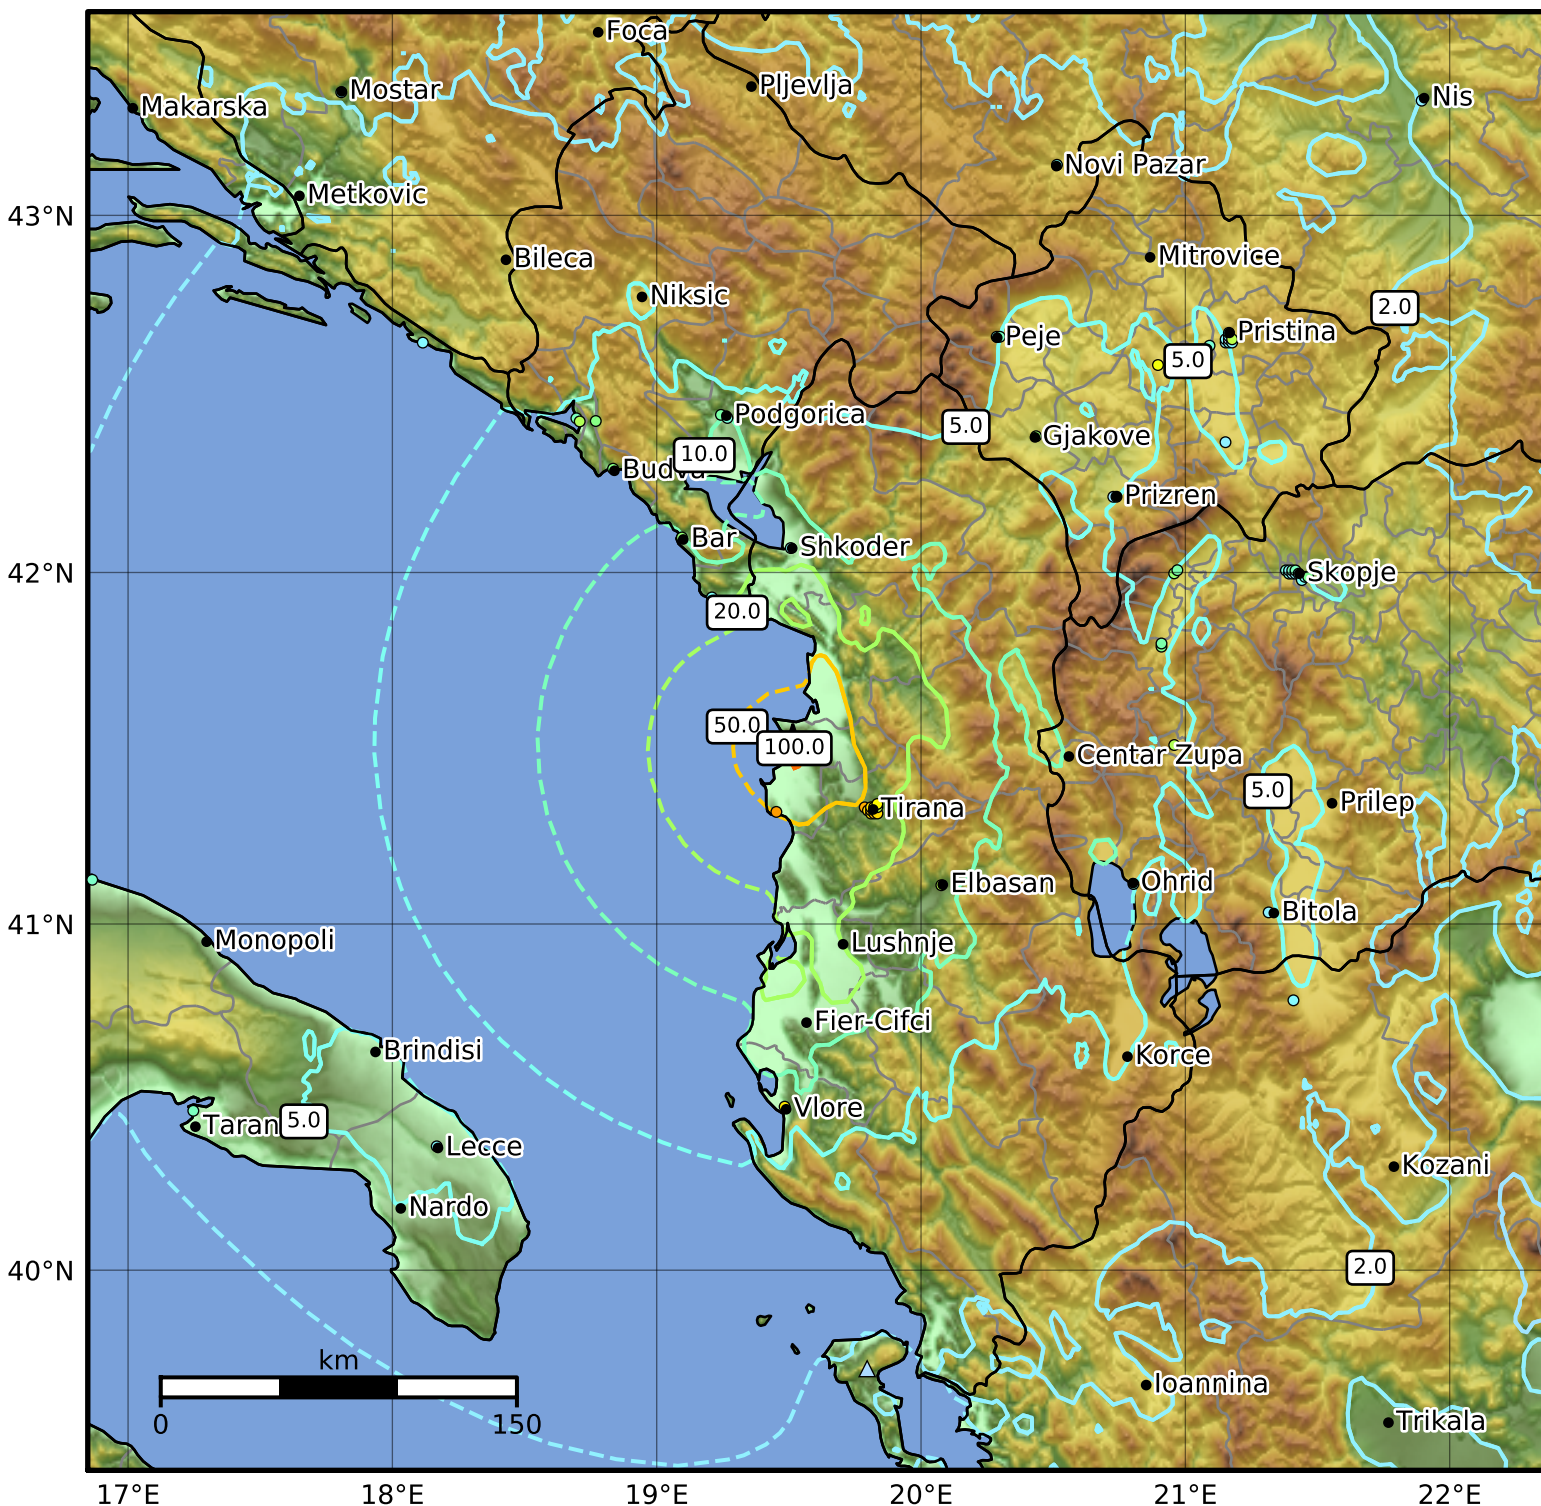 Foca
Pljevlja
Mostar
Makarska
Nis
Novi Pazar
Metkovic
43°N
Bileca
Mitrovice
Niksic
2.0
Peje
Pristina
5.0
Podgorica
5.0
Gjakove
10.0
Budva
Prizren
Bar
Shkoder
42°N
Skopje
20.0
50.0
100.0
Centar Zupa
5.0
Prilep
Tirana
Elbasan
Ohrid
Bitola
41°N
Monopoli
Lushnje
Fier-Cifci
Brindisi
Korce
Vlore
5.0
Taran
Lecce
Kozani
Nardo
40°N
2.0
km
Ioannina
0
150
Trikala
17°E
18°E
19°E
20°E
21°E
22°E